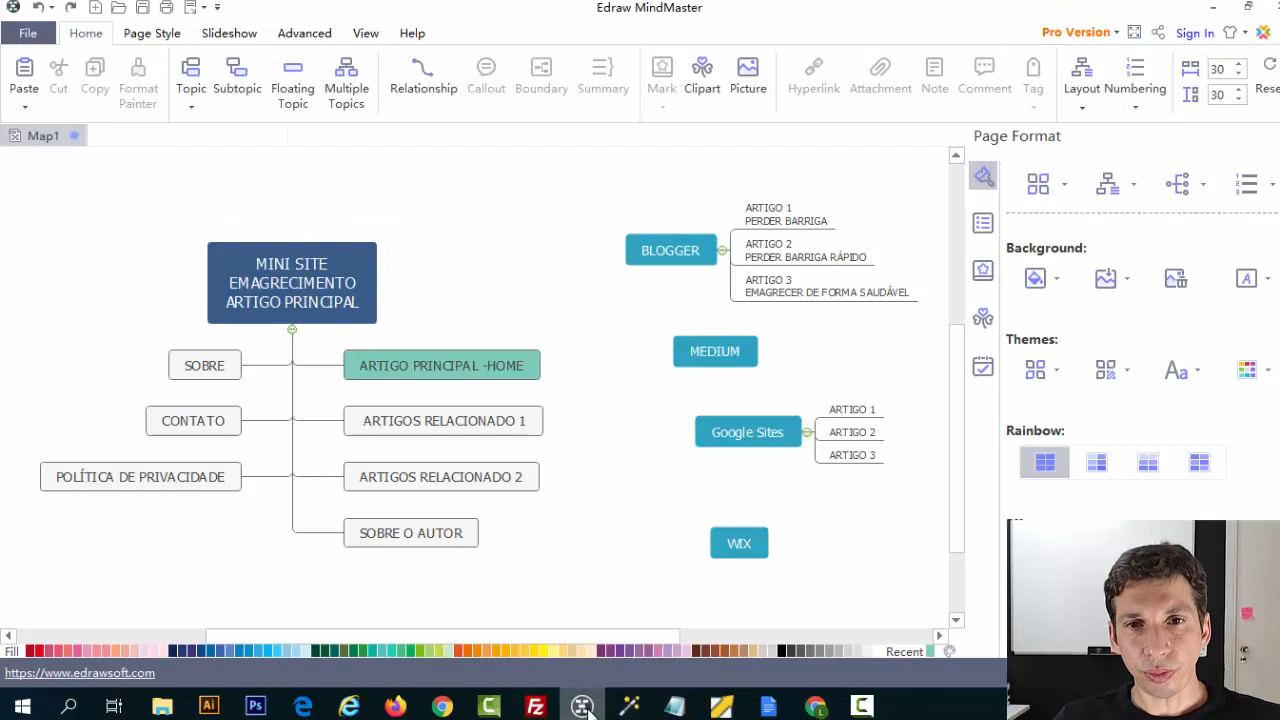 Edraw MindMaster
File Home Page Style Slideshow Advanced View Help
Pro Version Sign In
Paste Cut Copy Format Painter
Topic Subtopic Floating Topic Multiple Topics
Relationship Callout Boundary Summary
Mark Clipart Picture
Hyperlink Attachment Note Comment Tag
Layout Numbering
30
30
Map1
Page Format
MINI SITE
EMAGRECIMENTO
ARTIGO PRINCIPAL
SOBRE
CONTATO
POLÍTICA DE PRIVACIDADE
ARTIGO PRINCIPAL -HOME
ARTIGOS RELACIONADO 1
ARTIGOS RELACIONADO 2
SOBRE O AUTOR
BLOGGER
ARTIGO 1
PERDER BARRIGA
ARTIGO 2
PERDER BARRIGA RÁPIDO
ARTIGO 3
EMAGRECER DE FORMA SAUDÁVEL
MEDIUM
Google Sites
ARTIGO 1
ARTIGO 2
ARTIGO 3
WIX
Background:
Themes:
Rainbow:
Fill
Recent
https://www.edrawsoft.com